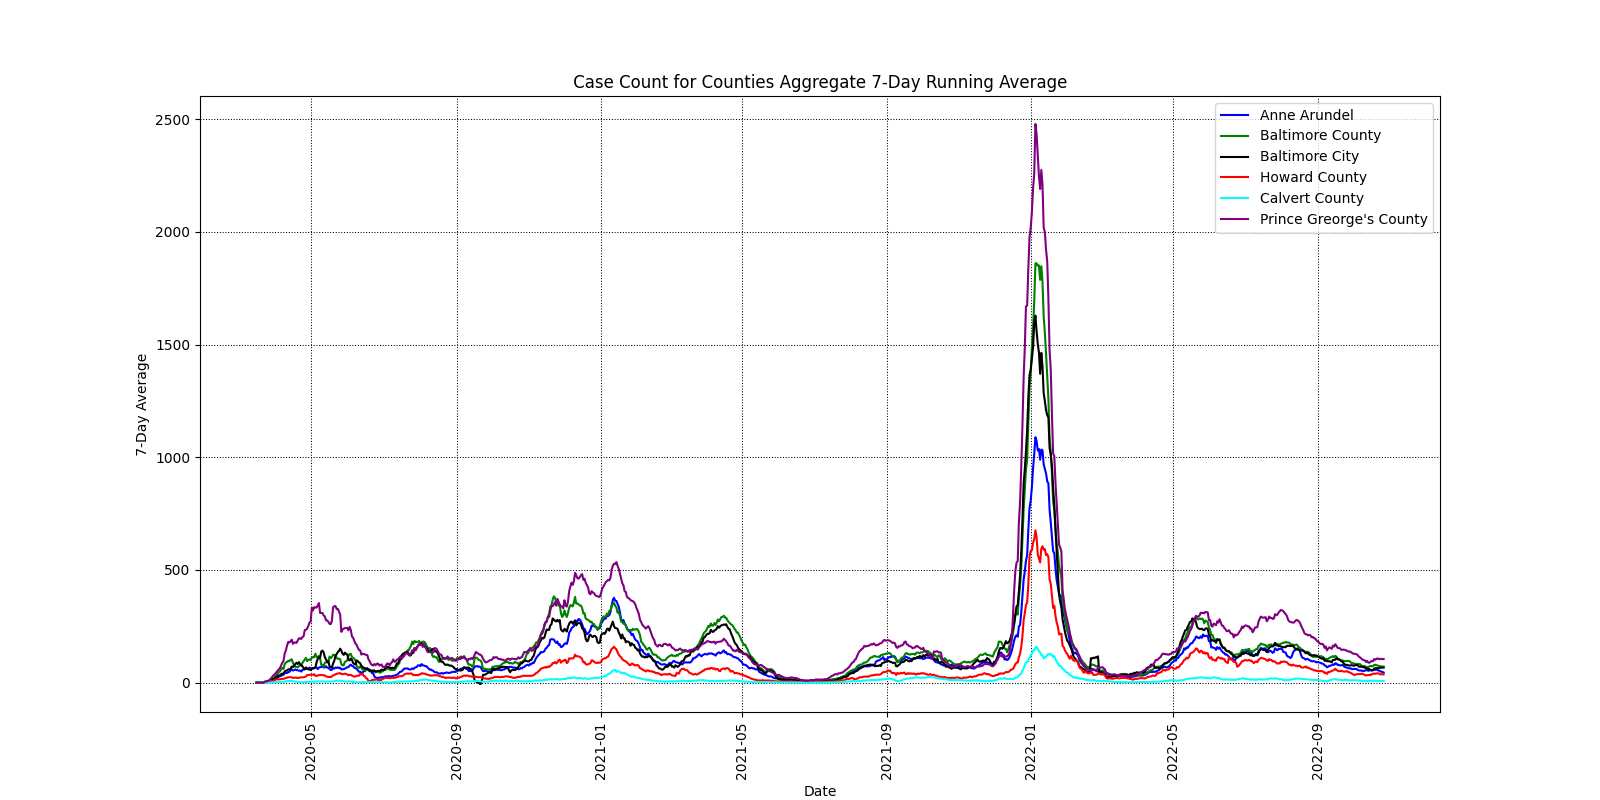 Case Count for Counties Aggregate 7-Day Running Average
2500
2000
1500
1000
500
0
7-Day Average
Anne Arundel
Baltimore County
Baltimore City
Howard County
Calvert County
Prince Greorge's County
2020-05
2020-09
2021-01
2021-05
2021-09
2022-01
2022-05
2022-09
Date